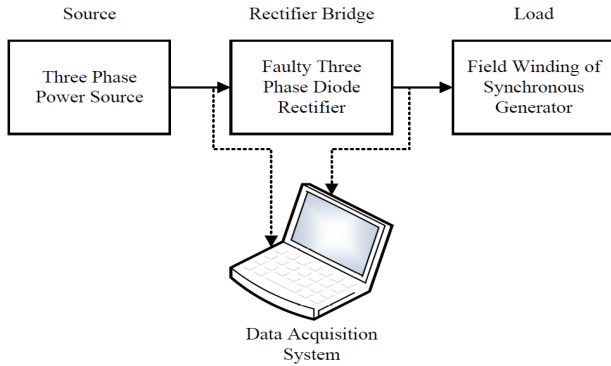 Source
Rectifier Bridge
Load
Three Phase
Power Source
Faulty Three
Phase Diode
Rectifier
Field Winding of
Synchronous
Generator
Data Acquisition
System